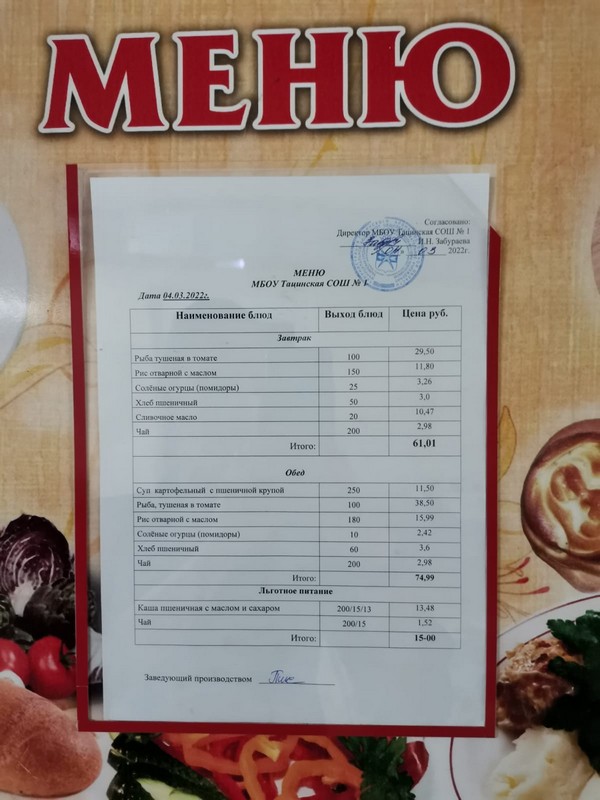 МЕНЮ
Согласовано:
Директор МБОУ Тацинская СОШ № 1
И.Н. Забураева
03 2022г.
МЕНЮ
МБОУ Тацинская СОШ № 1
Дата 04.03.2022г.
Наименование блюд Выход блюд Цена руб.
Завтрак
Рыба тушеная в томате 100 29,50
Рис отварной с маслом 150 11,80
Солёные огурцы (помидоры) 25 3,26
Хлеб пшеничный 50 3,0
Сливочное масло 20 10,47
Чай 200 2,98
Итого: 61,01
Обед
Суп картофельный с пшеничной крупой 250 11,50
Рыба, тушеная в томате 100 38,50
Рис отварной с маслом 180 15,99
Солёные огурцы (помидоры) 10 2,42
Хлеб пшеничный 60 3,6
Чай 200 2,98
Итого: 74,99
Льготное питание
Каша пшеничная с маслом и сахаром 200/15/13 13,48
Чай 200/15 1,52
Итого: 15-00
Заведующий производством